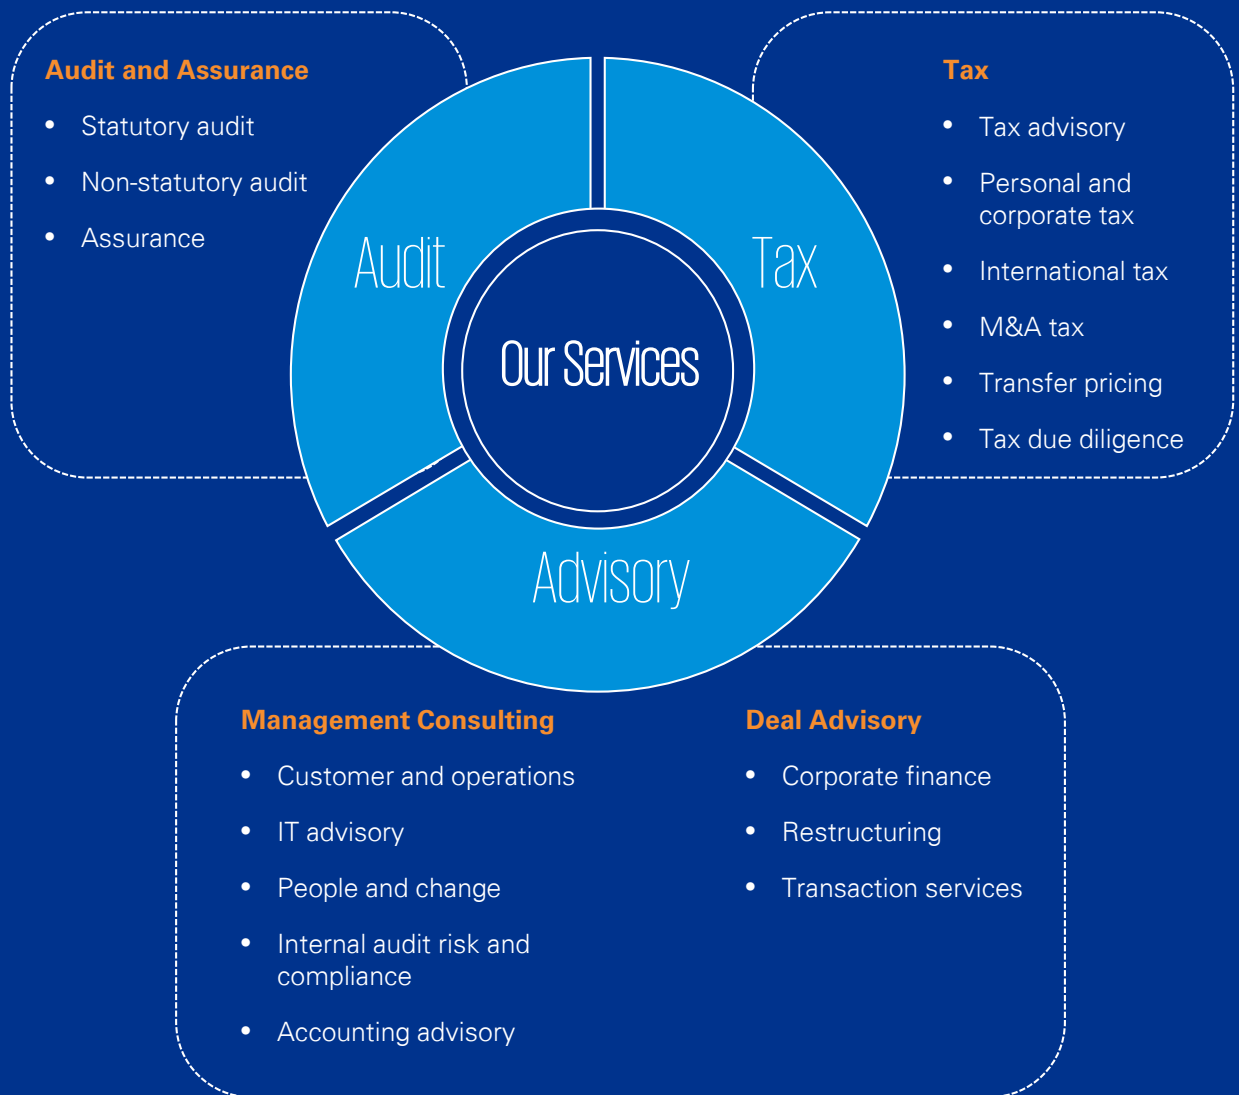 Audit and Assurance
• Statutory audit
• Non-statutory audit
• Assurance
Tax
• Tax advisory
• Personal and
corporate tax
• International tax
• M&A tax
• Transfer pricing
• Tax due diligence
Audit
Tax
Our Services
Advisory
Management Consulting
• Customer and operations
• IT advisory
• People and change
• Internal audit risk and
compliance
• Accounting advisory
Deal Advisory
• Corporate finance
• Restructuring
• Transaction services